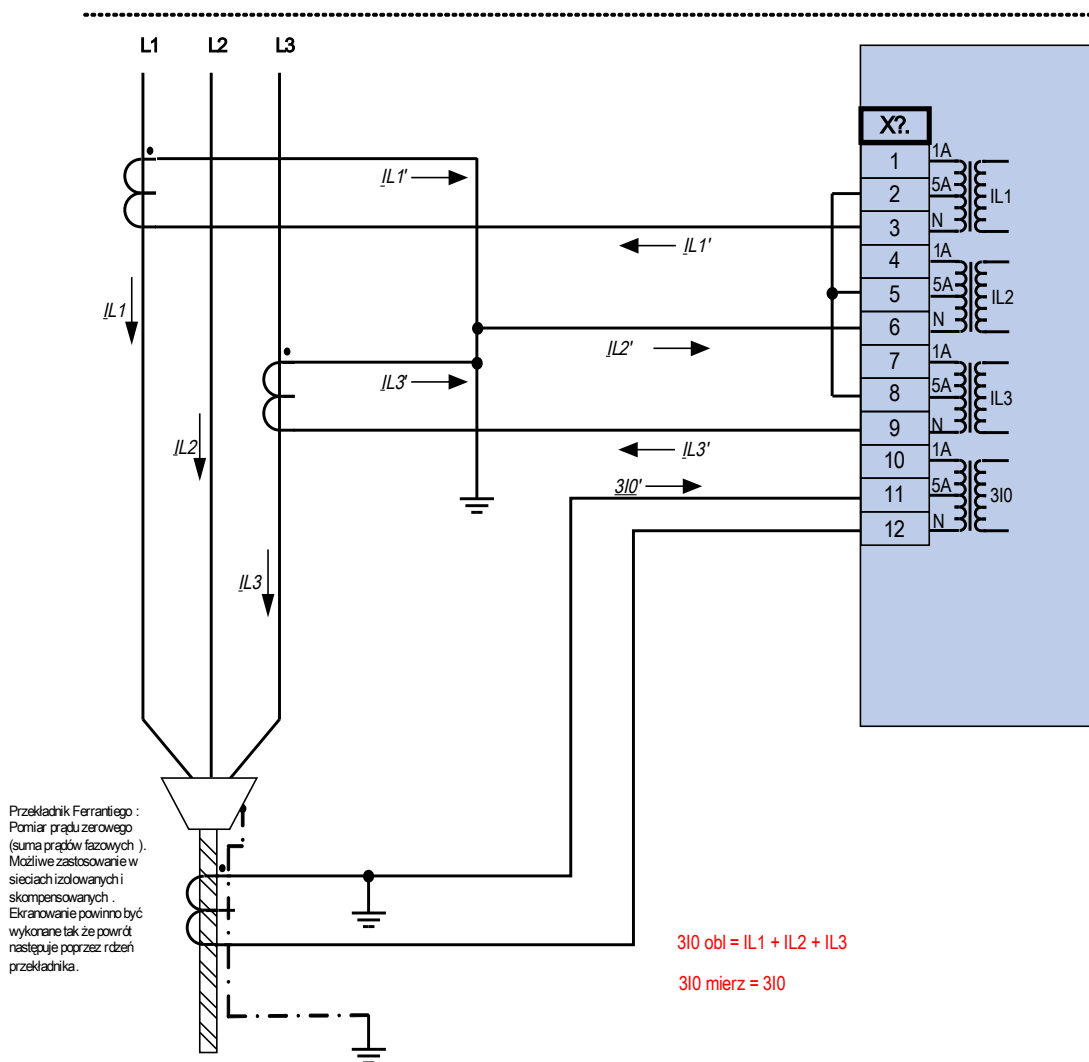 L1 L2 L3
X?.
1 1A
2 5A IL1
3 N
4 1A
5 5A IL2
6 N
7 1A
8 5A IL3
9 N
10 1A
11 5A 3I0
12 N
IL1'
IL1'
IL1
IL2'
IL3'
IL2
IL3'
3I0'
IL3
Przekładnik Ferrantiego :
Pomiar prądu zerowego
(suma prądów fazowych ).
Możliwe zastosowanie w
sieciach izolowanych i
skompensowanych .
Ekranowanie powinno być
wykonane tak że powrót
następuje poprzez rdzeń
przekładnika.
3I0 obl = IL1 + IL2 + IL3
3I0 mierz = 3I0